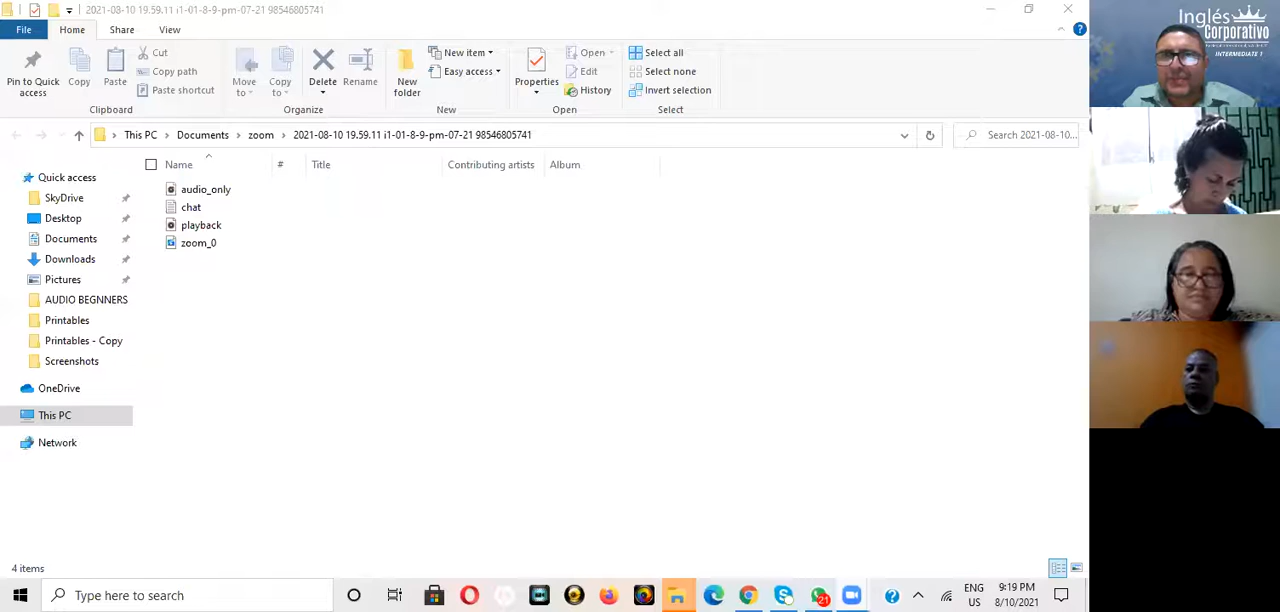 2021-08-10 19.59.11 i1-01-8-9-pm-07-21 98546805741
File Home Share View
Pin to Quick access
Copy
Paste
Cut
Copy path
Paste shortcut
Clipboard
Move to
Copy to
Delete
Rename
Organize
New folder
New item
Easy access
New
Properties
Open
Edit
History
Open
Select all
Select none
Invert selection
Select
This PC > Documents > zoom > 2021-08-10 19.59.11 i1-01-8-9-pm-07-21 98546805741
Search 2021-08-10...
Name # Title Contributing artists Album
audio_only
chat
playback
zoom_0
Quick access
SkyDrive
Desktop
Documents
Downloads
Pictures
AUDIO BEGNNERS
Printables
Printables - Copy
Screenshots
OneDrive
This PC
Network
4 items
Type here to search
21
ENG
US
9:19 PM
8/10/2021
Inglés
Corporativo
INTERMEDIATE 1